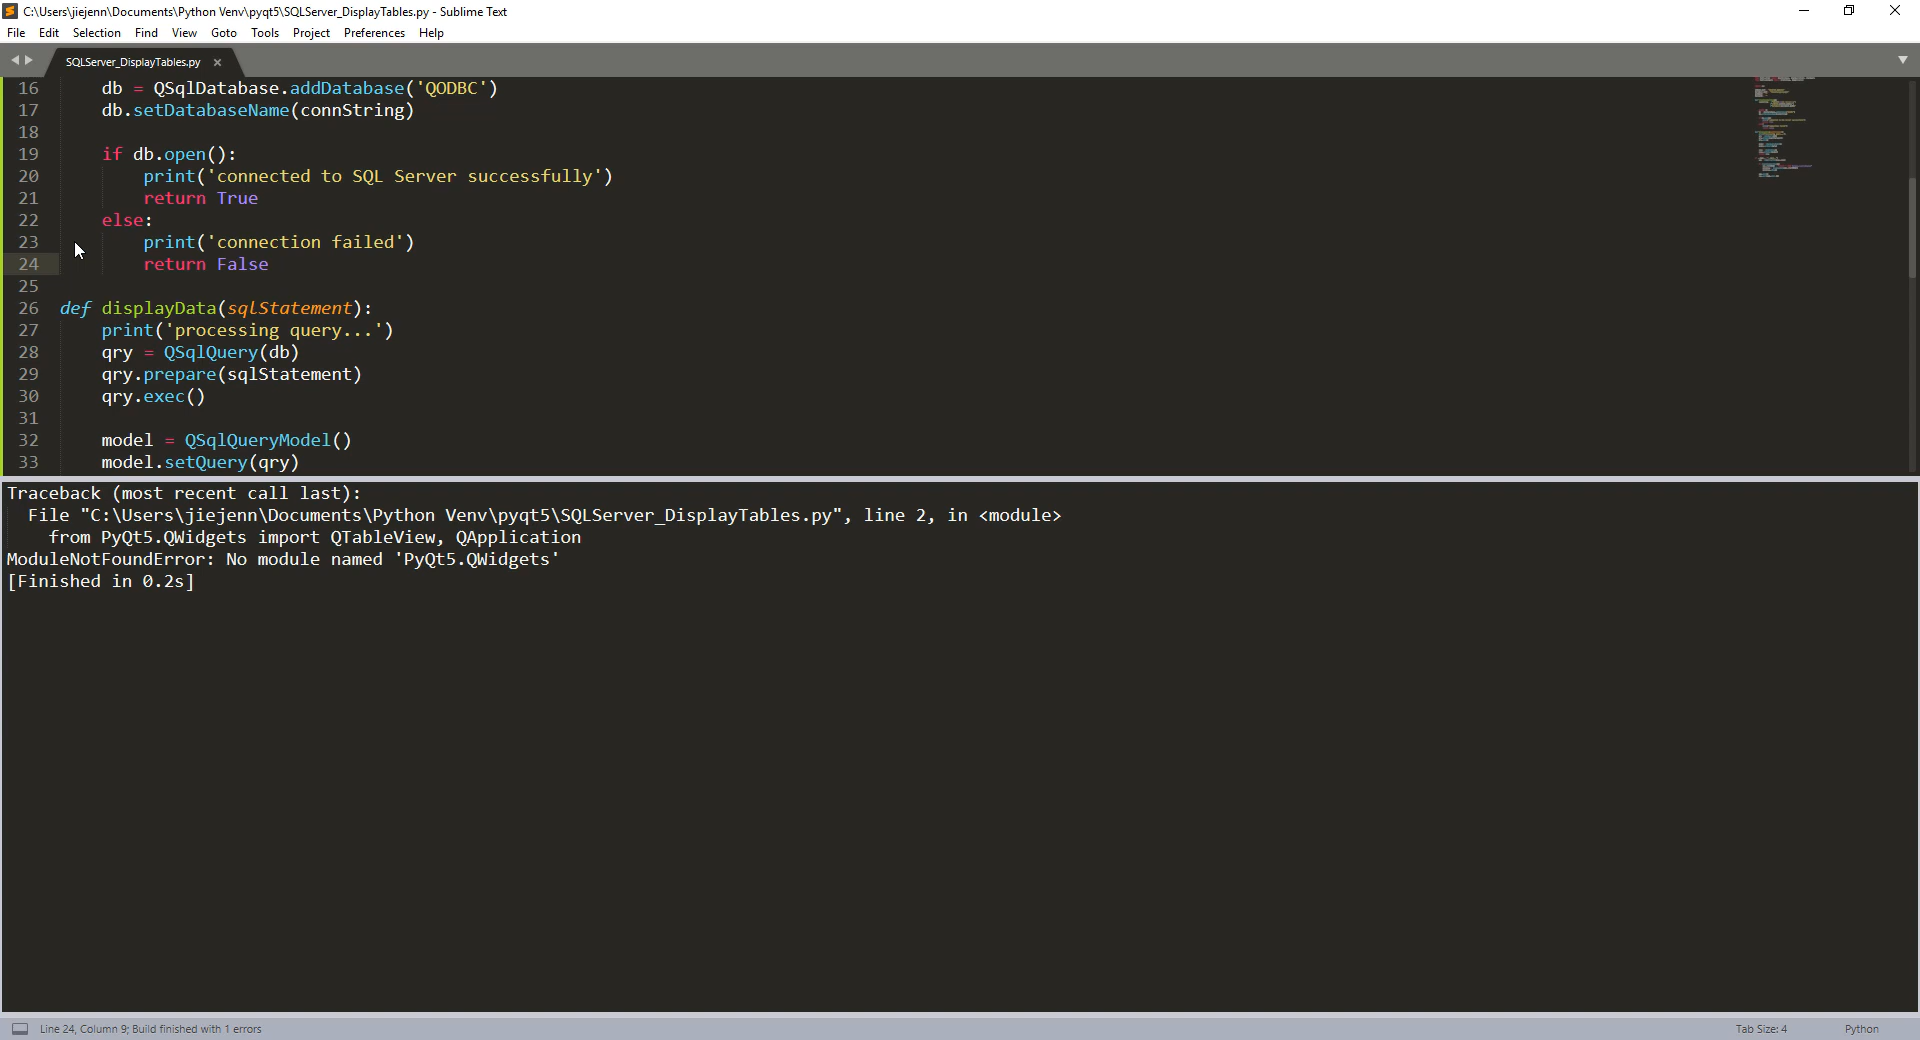 C:\Users\jiejenn\Documents\Python Venv\pyqt5\SQLServer_DisplayTables.py - Sublime Text
File Edit Selection Find View Goto Tools Project Preferences Help
SQLServer_DisplayTables.py
16 db = QSqlDatabase.addDatabase('QODBC')
17 db.setDatabaseName(connString)
18
19 if db.open():
20 print('connected to SQL Server successfully')
21 return True
22 else:
23 print('connection failed')
24 return False
25
26 def displayData(sqlStatement):
27 print('processing query...')
28 qry = QSqlQuery(db)
29 qry.prepare(sqlStatement)
30 qry.exec()
31
32 model = QSqlQueryModel()
33 model.setQuery(qry)
Traceback (most recent call last):
File "C:\Users\jiejenn\Documents\Python Venv\pyqt5\SQLServer_DisplayTables.py", line 2, in <module>
from PyQt5.QWidgets import QTableView, QApplication
ModuleNotFoundError: No module named 'PyQt5.QWidgets'
[Finished in 0.2s]
Line 24, Column 9; Build finished with 1 errors
Tab Size: 4
Python